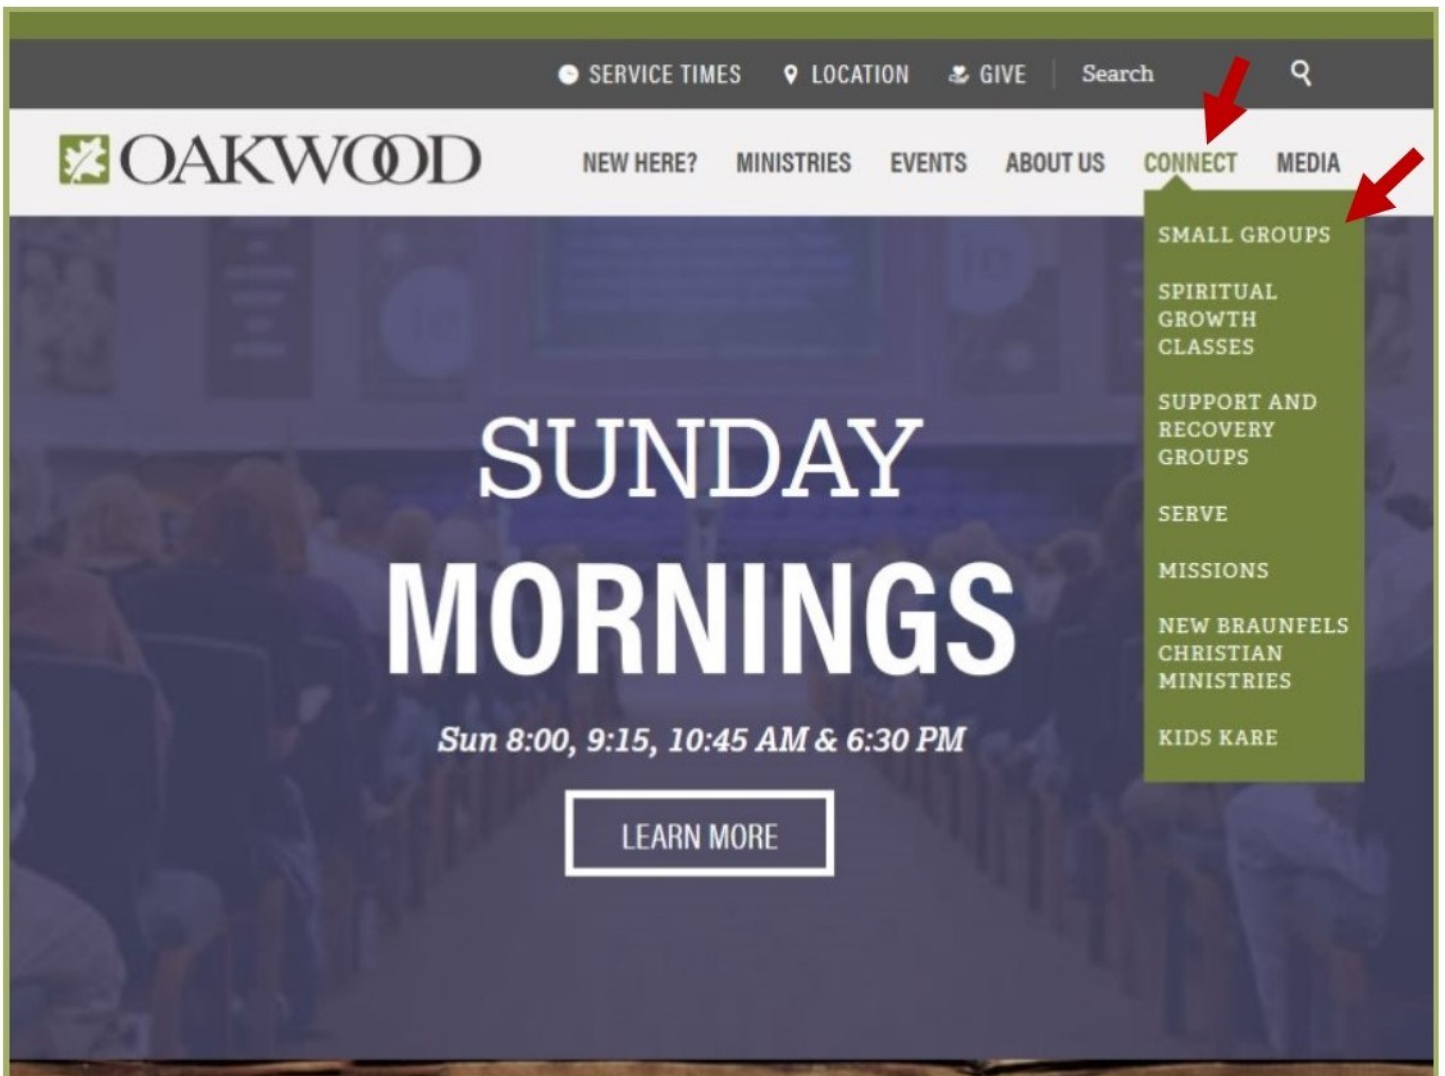 SERVICE TIMES LOCATION GIVE Search
OAKWOOD
NEW HERE? MINISTRIES EVENTS ABOUT US CONNECT MEDIA
SMALL GROUPS
SPIRITUAL
GROWTH
CLASSES
SUPPORT AND
RECOVERY
GROUPS
SERVE
MISSIONS
NEW BRAUNFELS
CHRISTIAN
MINISTRIES
KIDS KARE
SUNDAY
MORNINGS
Sun 8:00, 9:15, 10:45 AM & 6:30 PM
LEARN MORE